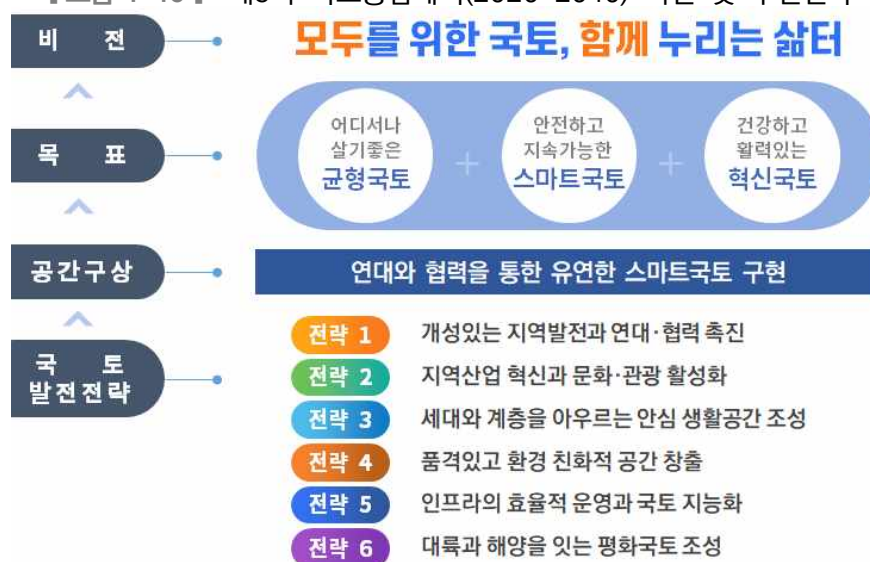 비 전
모두를 위한 국토, 함께 누리는 삶터
목 표
어디서나
살기좋은
균형국토
+
안전하고
지속가능한
스마트국토
+
건강하고
활력있는
혁신국토
공간구상
연대와 협력을 통한 유연한 스마트국토 구현
국 토
발전전략
전략 1 개성있는 지역발전과 연대·협력 촉진
전략 2 지역산업 혁신과 문화·관광 활성화
전략 3 세대와 계층을 아우르는 안심 생활공간 조성
전략 4 품격있고 환경 친화적 공간 창출
전략 5 인프라의 효율적 운영과 국토 지능화
전략 6 대륙과 해양을 잇는 평화국토 조성